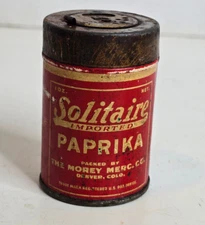 Solitaire
IMPORTED
PAPRIKA
PACKED BY
THE MOREY MERC. CO.
DENVER, COLO.